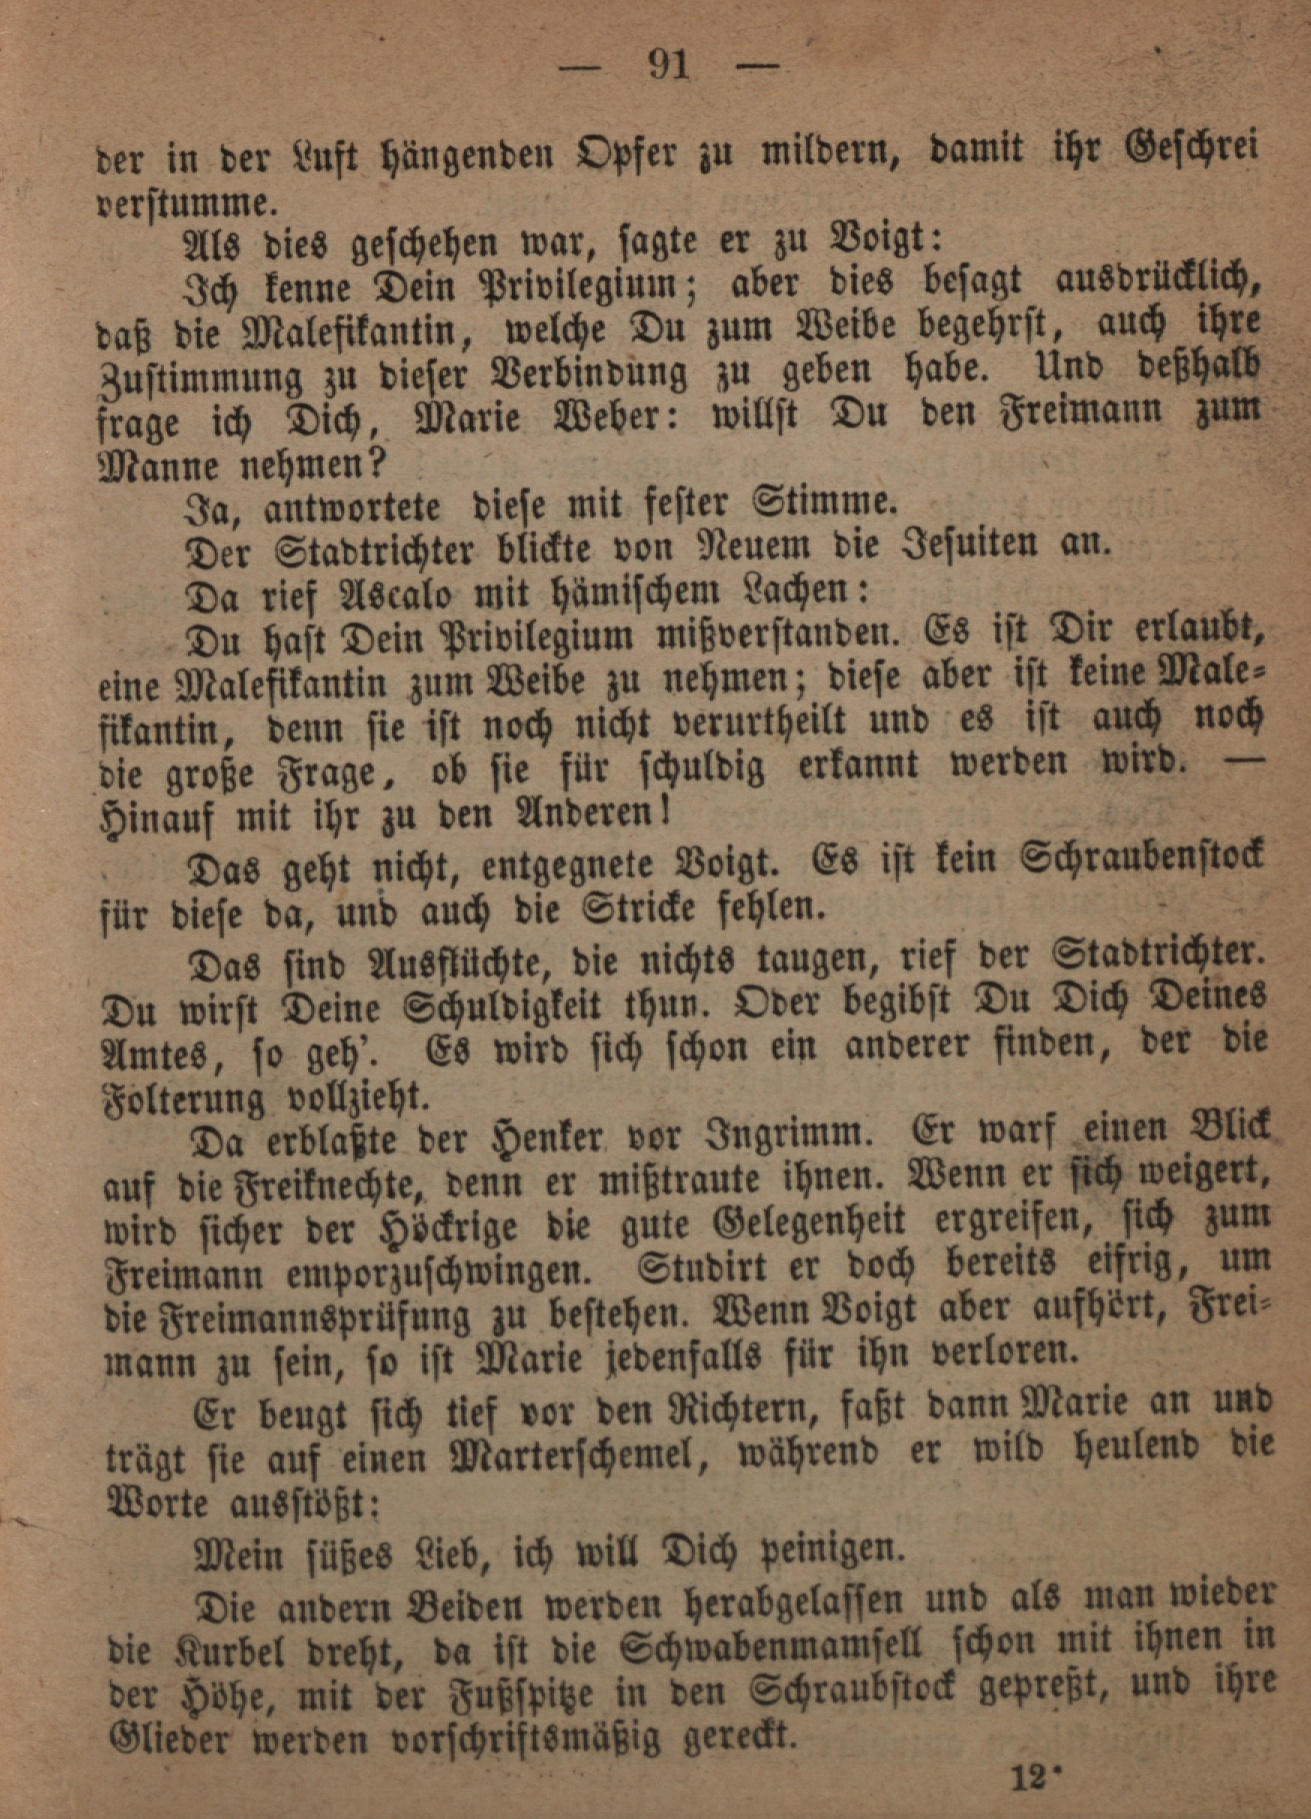 — 91 —
der in der Luft hängenden Opfer zu mildern, damit ihr Geschrei
verstumme.
Als dies geschehen war, sagte er zu Voigt:
Ich kenne Dein Privilegium; aber dies besagt ausdrücklich,
daß die Malefikantin, welche Du zum Weibe begehrst, auch ihre
Zustimmung zu dieser Verbindung zu geben habe. Und deßhalb
frage ich Dich, Marie Weber: willst Du den Freimann zum
Manne nehmen?
Ja, antwortete diese mit fester Stimme.
Der Stadtrichter blickte von Neuem die Jesuiten an.
Da rief Ascalo mit hämischem Lachen:
Du hast Dein Privilegium mißverstanden. Es ist Dir erlaubt,
eine Malefikantin zum Weibe zu nehmen; diese aber ist keine Male-
fikantin, denn sie ist noch nicht verurtheilt und es ist auch noch
die große Frage, ob sie für schuldig erkannt werden wird. —
Hinauf mit ihr zu den Anderen!
Das geht nicht, entgegnete Voigt. Es ist kein Schraubenstock
für diese da, und auch die Stricke fehlen.
Das sind Ausflüchte, die nichts taugen, rief der Stadtrichter.
Du wirst Deine Schuldigkeit thun. Oder begibst Du Dich Deines
Amtes, so geh'. Es wird sich schon ein anderer finden, der die
Folterung vollzieht.
Da erblaßte der Henker vor Ingrimm. Er warf einen Blick
auf die Freiknechte, denn er mißtraute ihnen. Wenn er sich weigert,
wird sicher der Höckrige die gute Gelegenheit ergreifen, sich zum
Freimann emporzuschwingen. Studirt er doch bereits eifrig, um
die Freimannsprüfung zu bestehen. Wenn Voigt aber aufhört, Frei-
mann zu sein, so ist Marie jedenfalls für ihn verloren.
Er beugt sich tief vor den Richtern, faßt dann Marie an und
trägt sie auf einen Marterschemel, während er wild heulend die
Worte ausstößt:
Mein süßes Lieb, ich will Dich peinigen.
Die andern Beiden werden herabgelassen und als man wieder
die Kurbel dreht, da ist die Schwabenmamsell schon mit ihnen in
der Höhe, mit der Fußspitze in den Schraubstock gepreßt, und ihre
Glieder werden vorschriftsmäßig gereckt.
12*